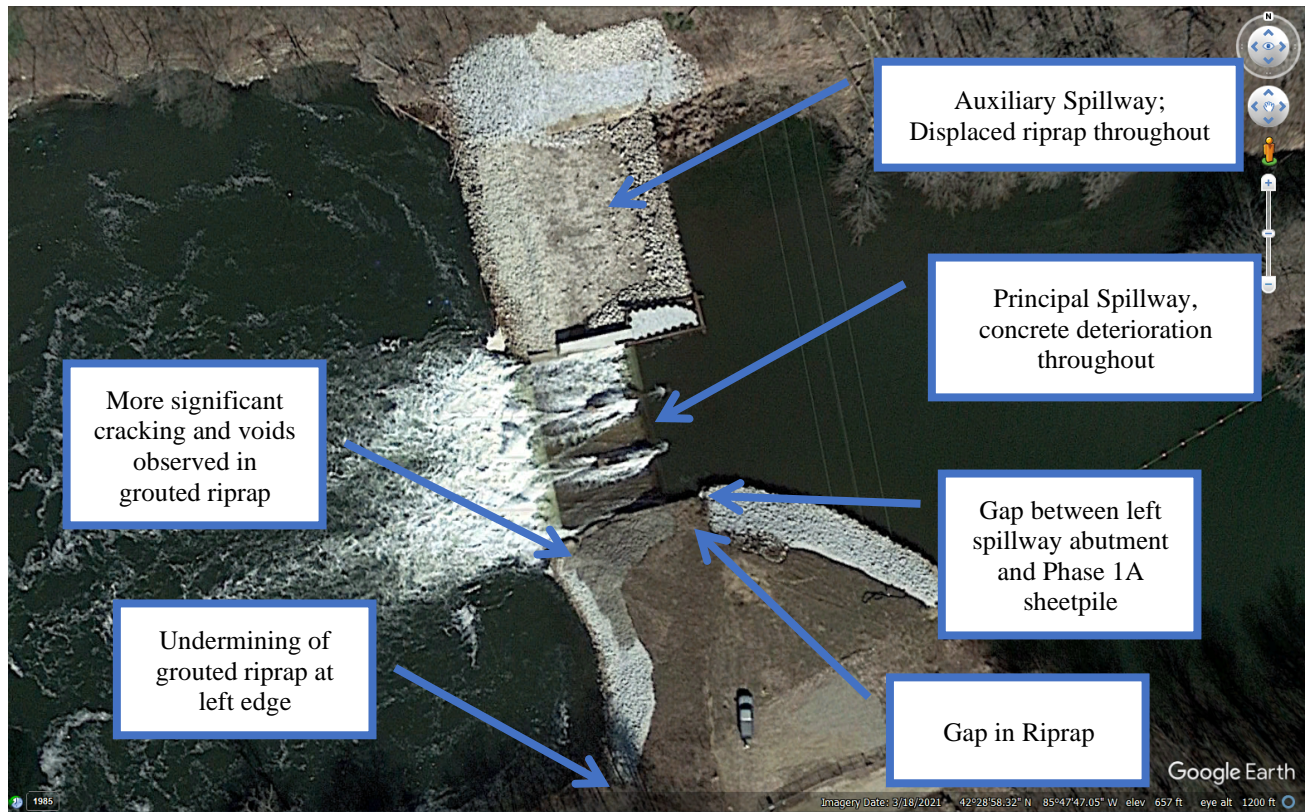 N
Auxiliary Spillway;
Displaced riprap throughout
Principal Spillway,
concrete deterioration
throughout
More significant
cracking and voids
observed in
grouted riprap
Gap between left
spillway abutment
and Phase 1A
sheetpile
Undermining of
grouted riprap at
left edge
Gap in Riprap
Google Earth
1985
Imagery Date: 3/18/2021 42°28'58.32" N 85°47'47.05" W elev 657 ft eye alt 1200 ft